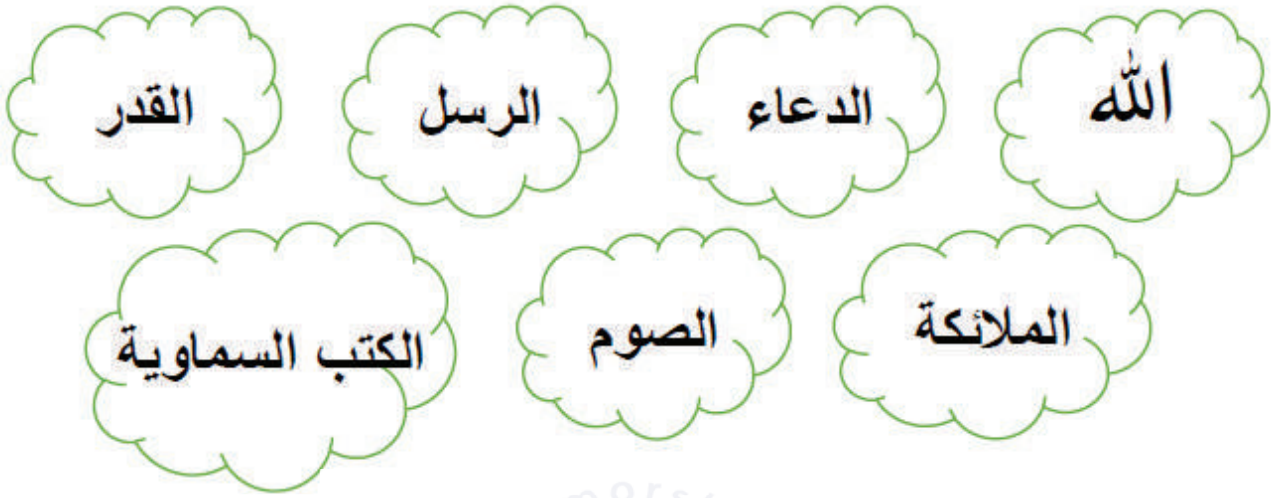 الله
الدعاء
الرسل
القدر
الملائكة
الصوم
الكتب السماوية